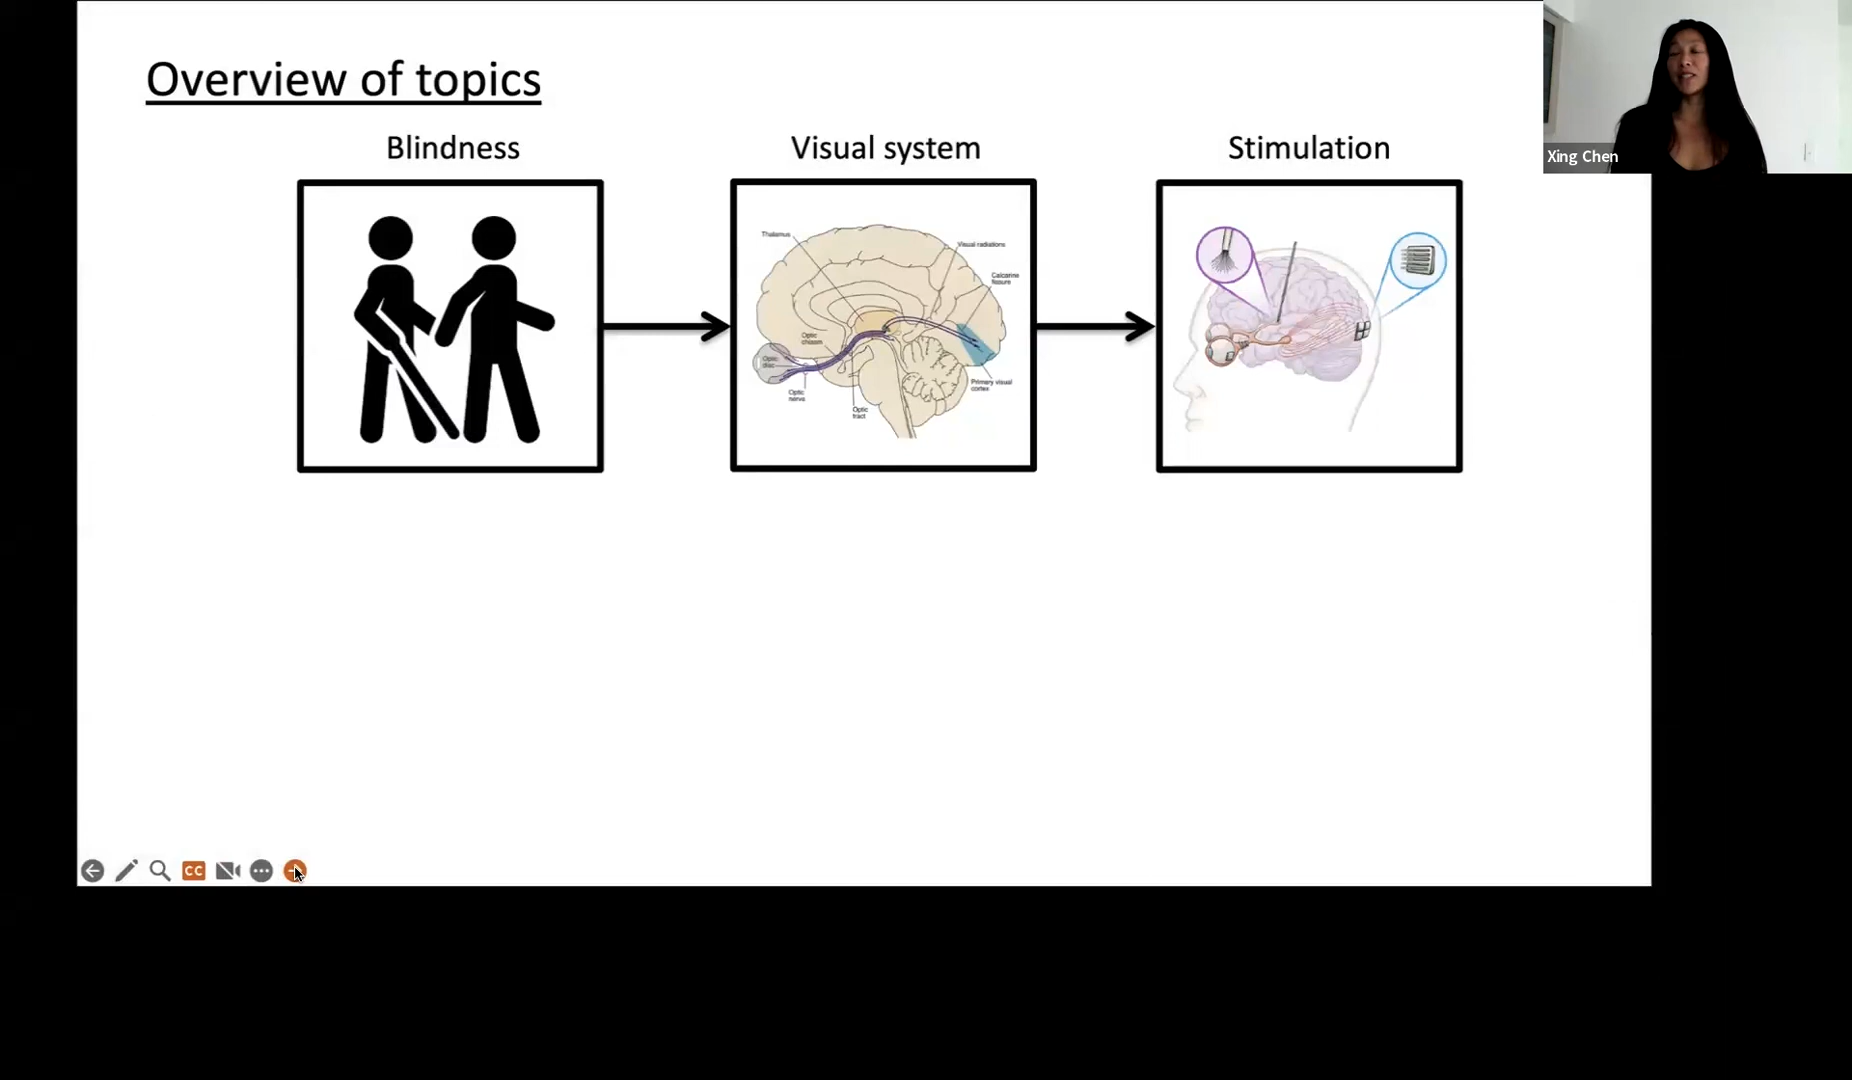 Overview of topics
Blindness
Visual system
Stimulation
Thalamus
Visual radiations
Calcarine
fissure
Optic
chiasm
Optic
disc
Optic
nerve
Optic
tract
Primary visual
cortex
Xing Chen
CC